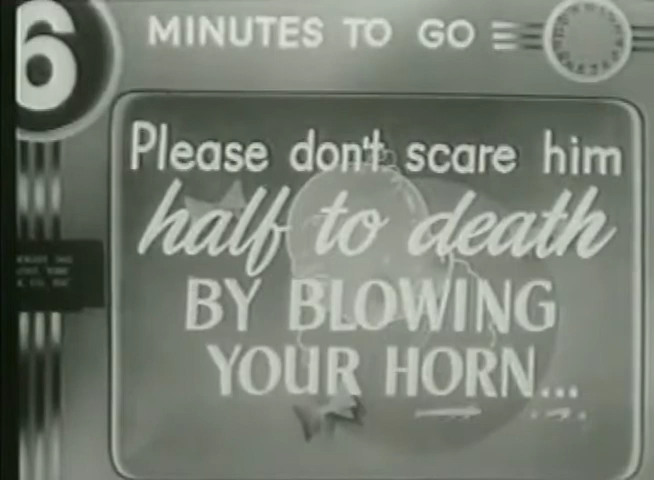 6
MINUTES TO GO
Please don't scare him
half to death
BY BLOWING
YOUR HORN...